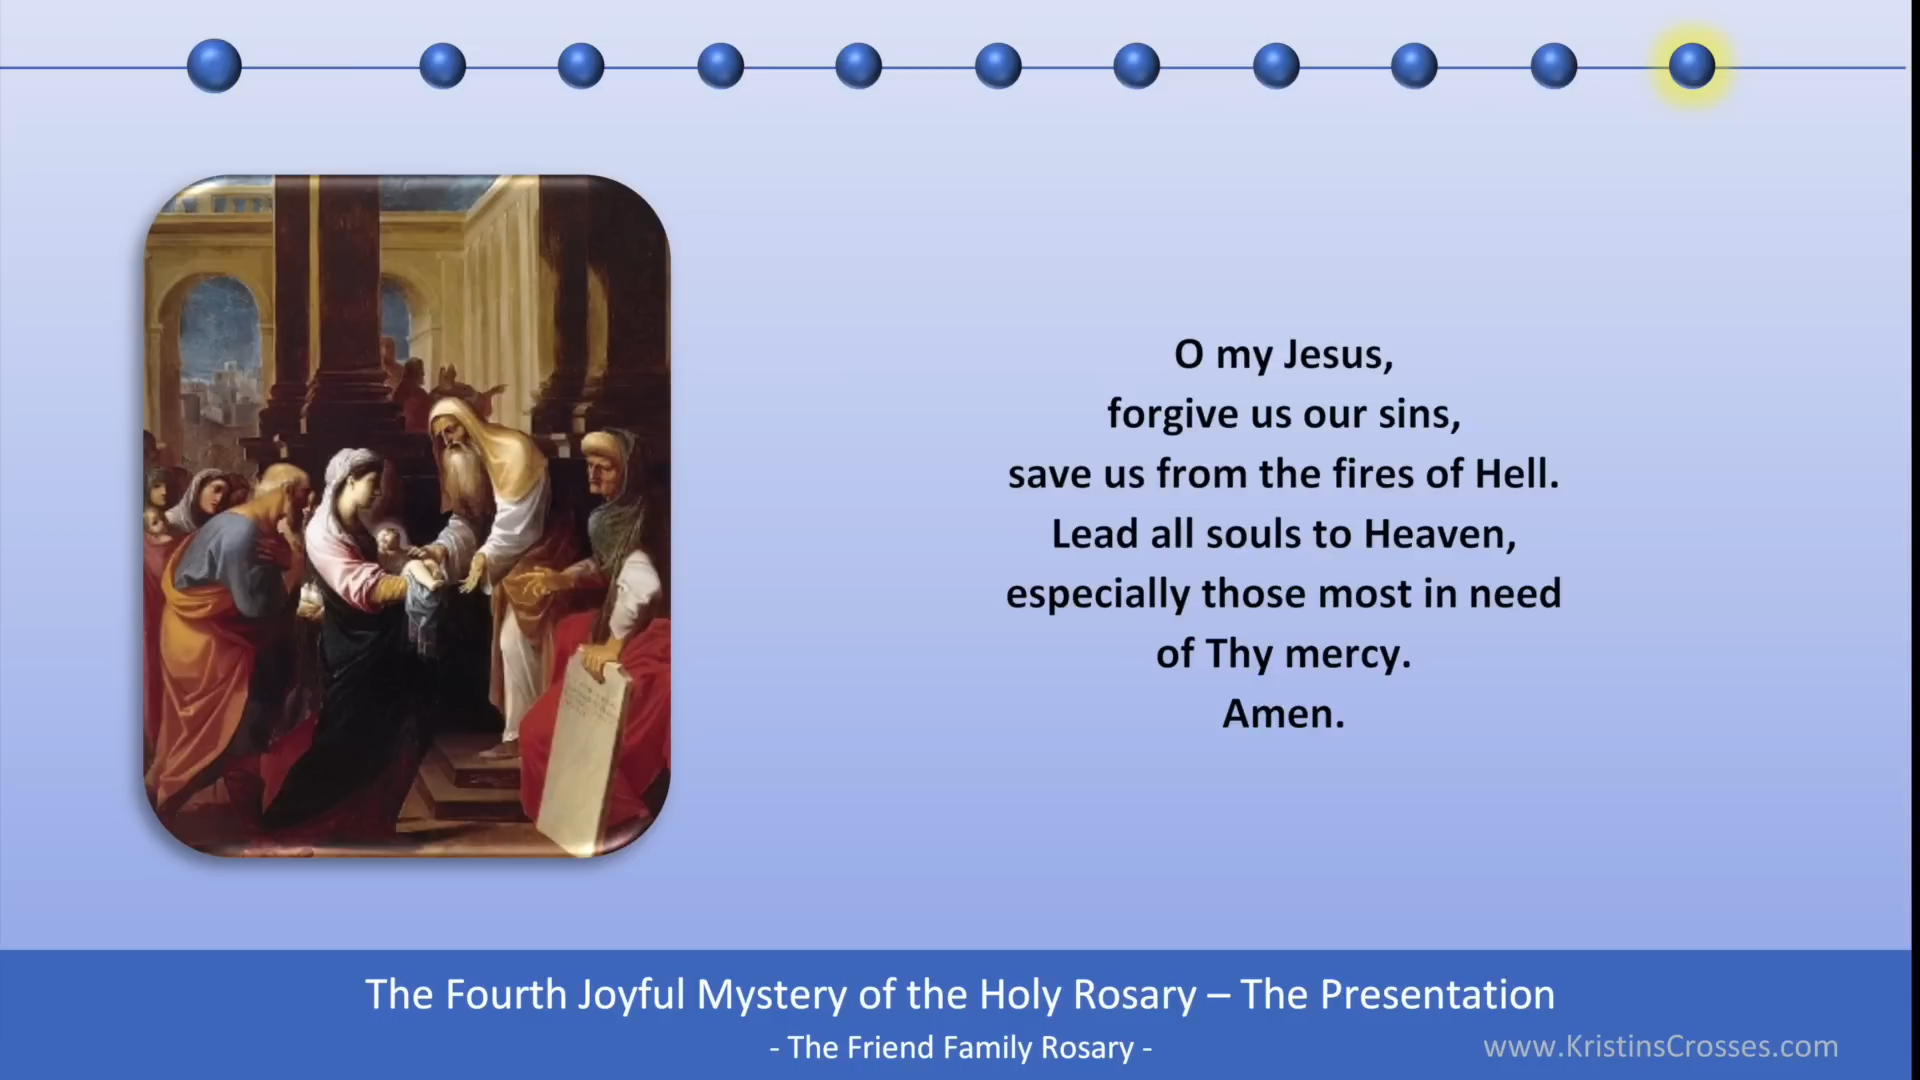 O my Jesus,
forgive us our sins,
save us from the fires of Hell.
Lead all souls to Heaven,
especially those most in need
of Thy mercy.
Amen.
The Fourth Joyful Mystery of the Holy Rosary – The Presentation
- The Friend Family Rosary -
www.KristinsCrosses.com